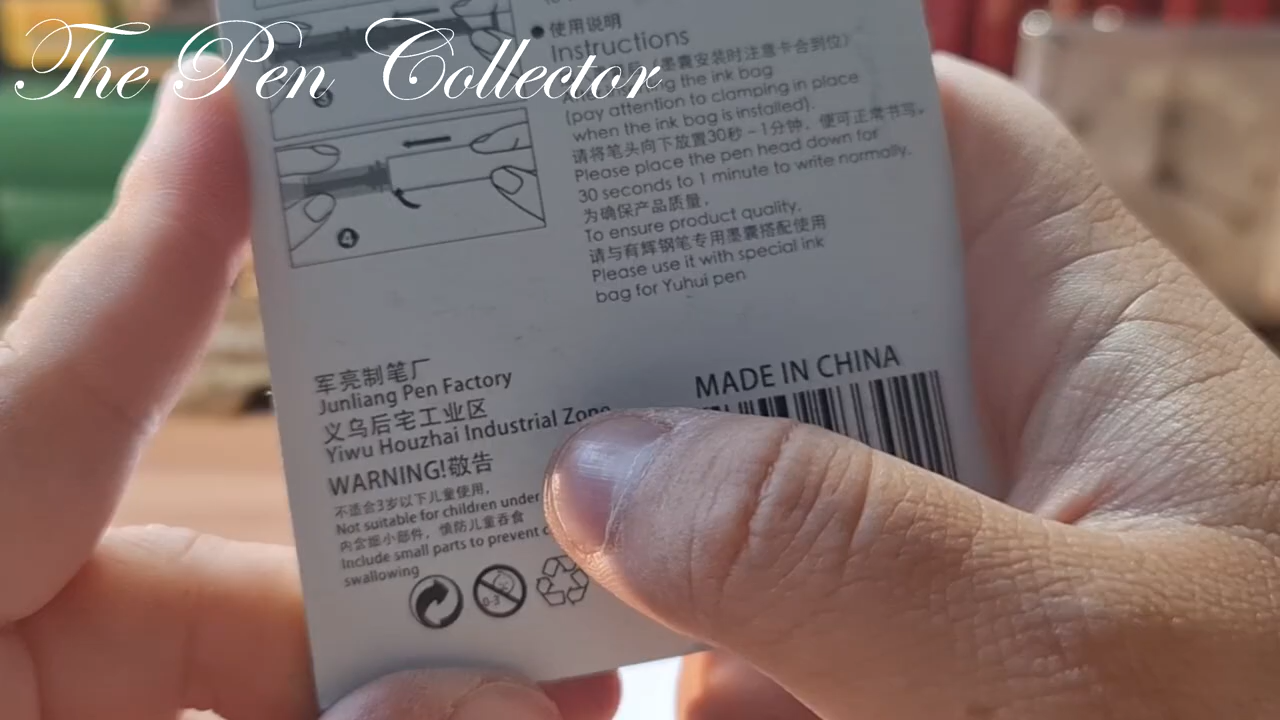 The Pen Collector
使用说明
Instructions
墨囊安装时注意卡合到位）
the ink bag
(pay attention to clamping in place
when the ink bag is installed).
请将笔头向下放置30秒－1分钟，便可正常书写。
Please place the pen head down for
30 seconds to 1 minute to write normally.
为确保产品质量，
To ensure product quality,
请与有辉钢笔专用墨囊搭配使用
Please use it with special ink
bag for Yuhui pen
4
军亮制笔厂
Junliang Pen Factory
义乌后宅工业区
Yiwu Houzhai Industrial Zone
WARNING!敬告
不适合3岁以下儿童使用，
Not suitable for children under
内含细小部件，慎防儿童吞食
Include small parts to prevent
swallowing
0-3
MADE IN CHINA